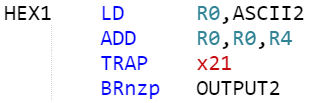 HEX1 LD R0,ASCII2
ADD R0,R0,R4
TRAP x21
BRnzp OUTPUT2